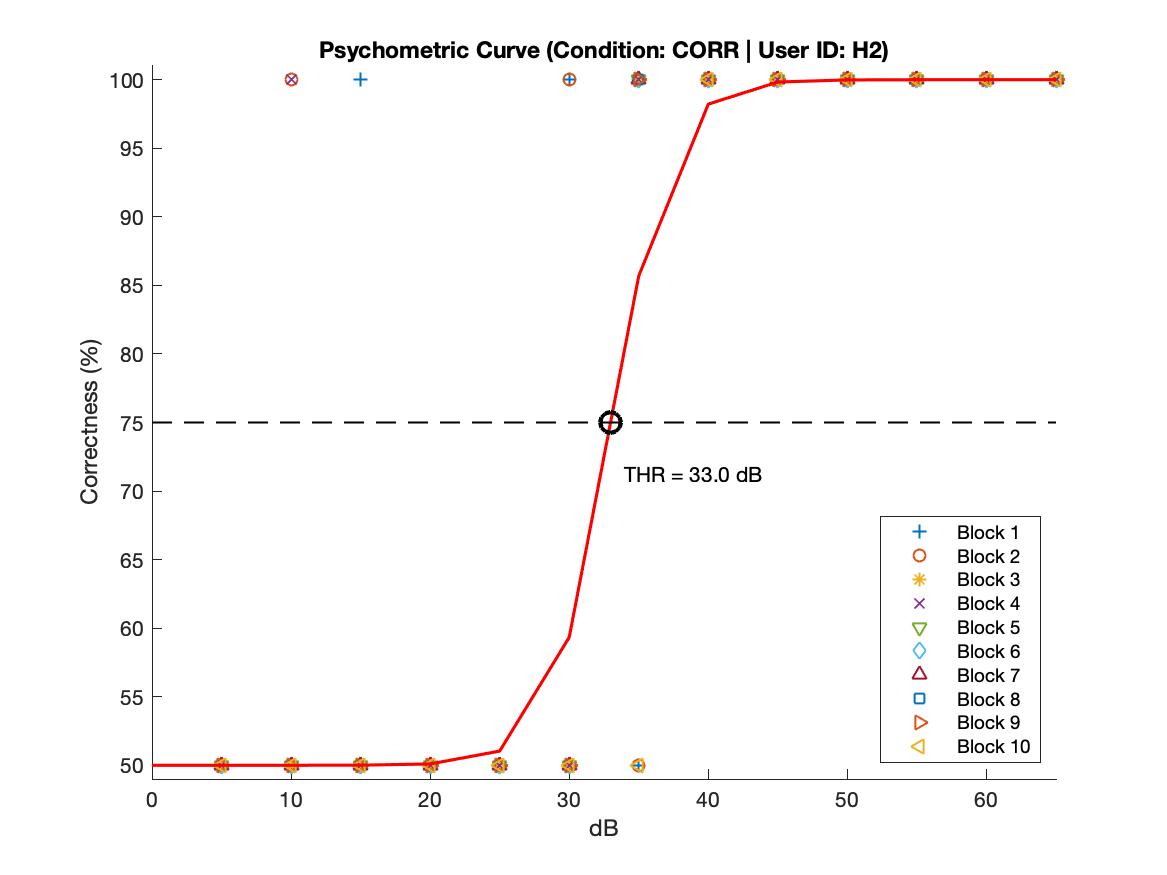 Psychometric Curve (Condition: CORR | User ID: H2)
Correctness (%)
100
95
90
85
80
75
70
65
60
55
50
THR = 33.0 dB
Block 1
Block 2
Block 3
Block 4
Block 5
Block 6
Block 7
Block 8
Block 9
Block 10
0 10 20 30 40 50 60
dB